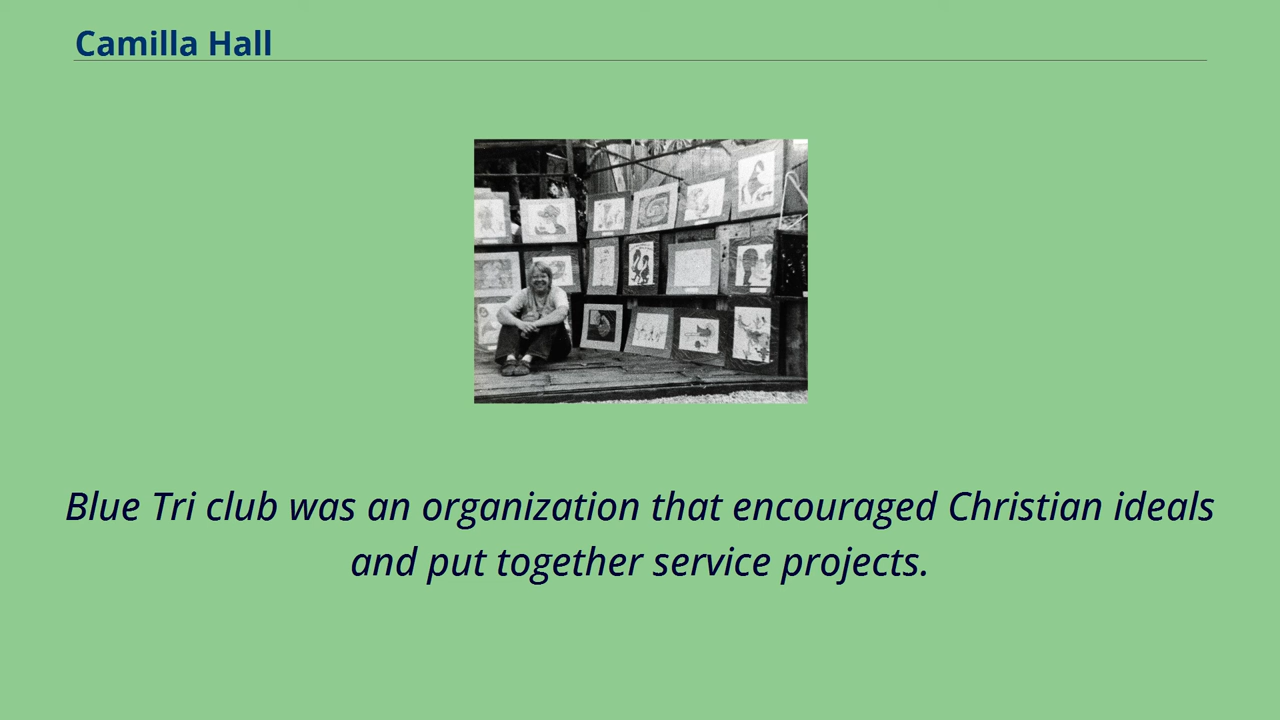 Camilla Hall
Blue Tri club was an organization that encouraged Christian ideals
and put together service projects.